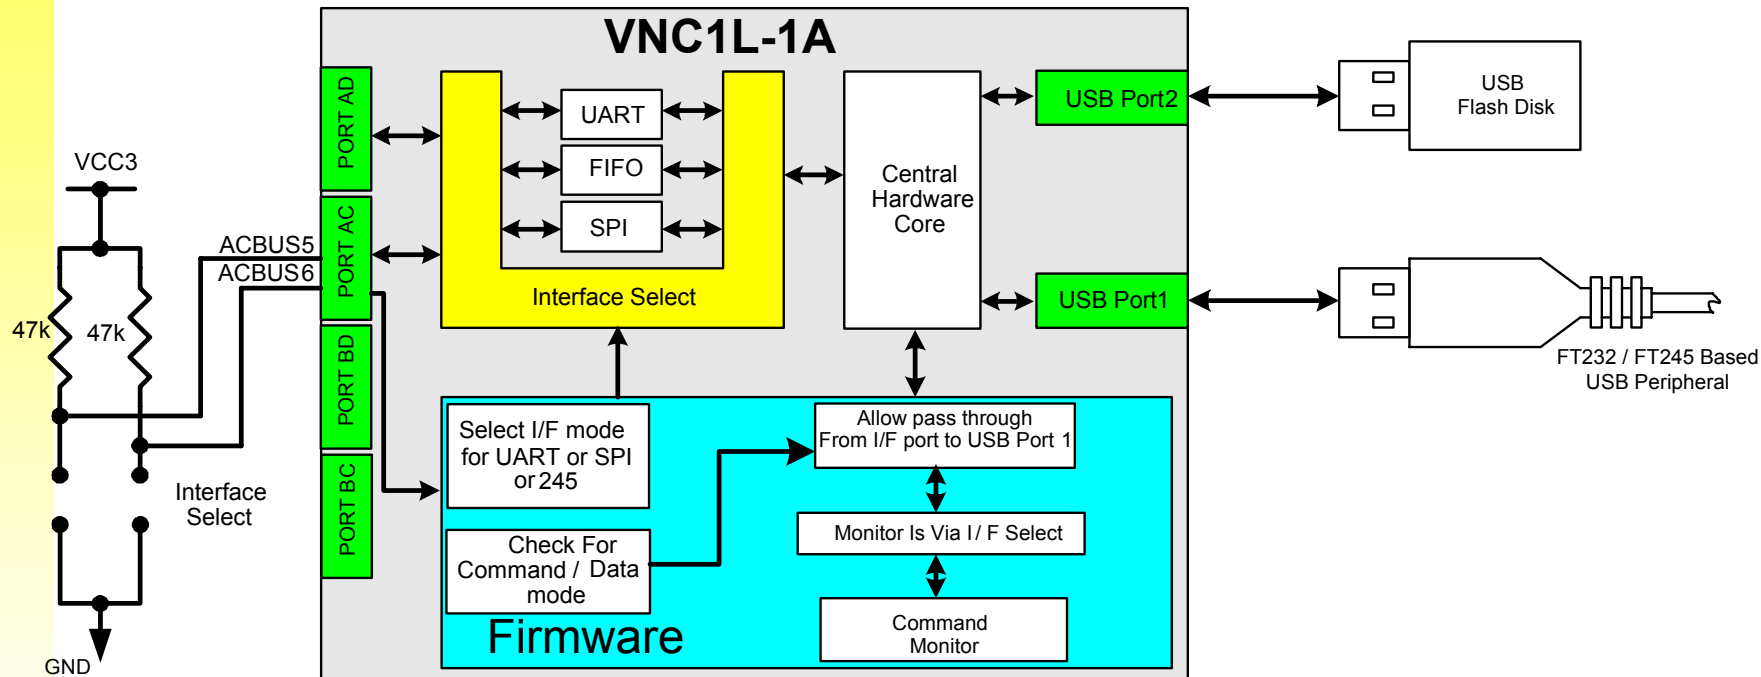 VNC1L-1A
PORT AD
PORT AC
PORT BD
PORT BC
VCC3
ACBUS5
ACBUS6
47k
47k
Interface
Select
GND
UART
FIFO
SPI
Interface Select
Central
Hardware
Core
USB Port2
USB Port1
USB
Flash Disk
FT232 / FT245 Based
USB Peripheral
Select I/F mode
for UART or SPI
or 245
Check For
Command / Data
mode
Allow pass through
From I/F port to USB Port 1
Monitor Is Via I / F Select
Command
Monitor
Firmware